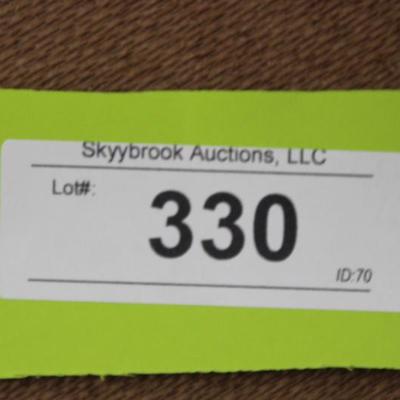 Skyybrook Auctions, LLC
Lot#:
330
ID:70